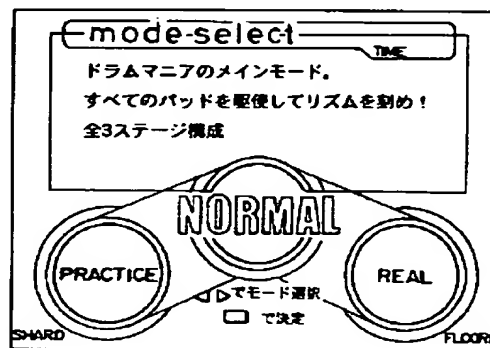 mode-select
TIME
ドラムマニアのメインモード。
すべてのパッドを駆使してリズムを刻め！
全3ステージ構成
NORMAL
PRACTICE
REAL
◁ ▷でモード選択
□ で決定
SHARD
FLOORS